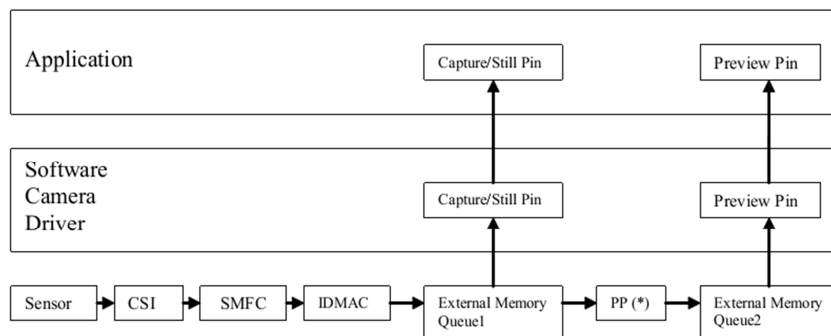 Application
Capture/Still Pin
Preview Pin
Software
Camera
Driver
Capture/Still Pin
Preview Pin
Sensor
CSI
SMFC
IDMAC
External Memory
Queue1
PP (*)
External Memory
Queue2